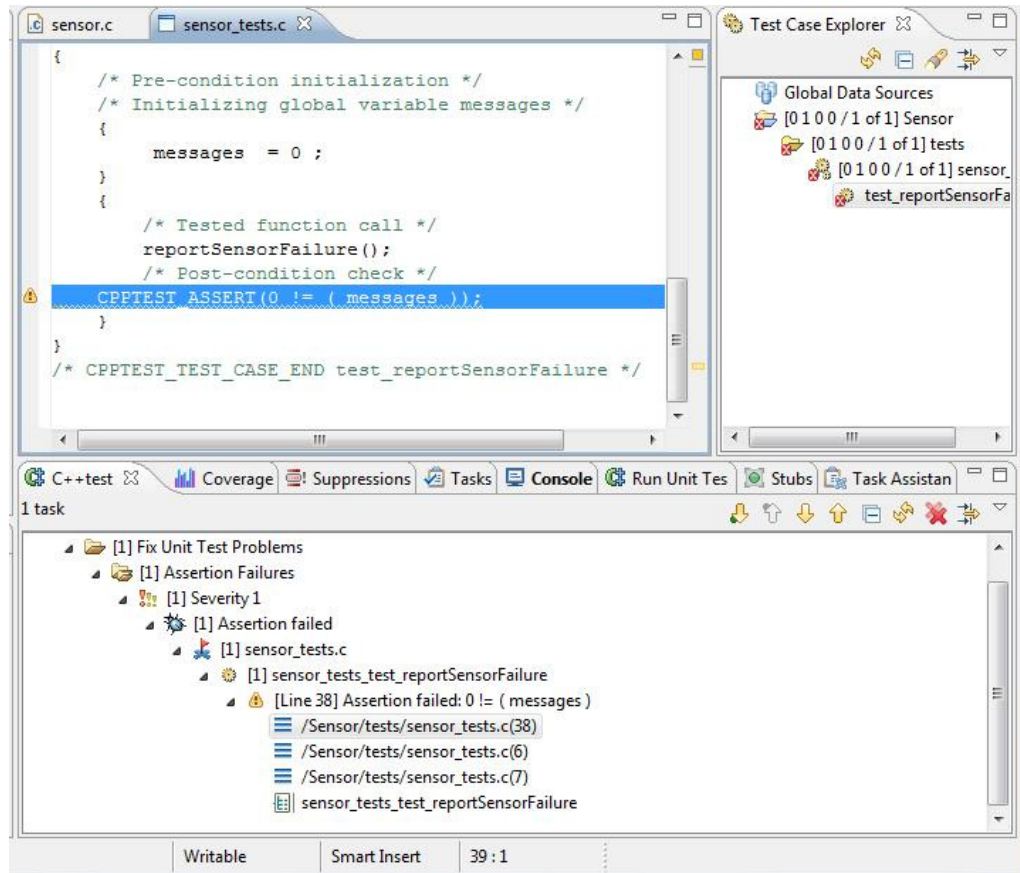 sensor.c
sensor_tests.c
{
/* Pre-condition initialization */
/* Initializing global variable messages */
{
messages = 0 ;
}
{
/* Tested function call */
reportSensorFailure();
/* Post-condition check */
CPPTEST_ASSERT(0 != ( messages ));
}
}
/* CPPTEST_TEST_CASE_END test_reportSensorFailure */
Test Case Explorer
Global Data Sources
[0 1 0 0 / 1 of 1] Sensor
[0 1 0 0 / 1 of 1] tests
[0 1 0 0 / 1 of 1] sensor_
test_reportSensorFa
C++test
Coverage
Suppressions
Tasks
Console
Run Unit Tes
Stubs
Task Assistan
1 task
[1] Fix Unit Test Problems
[1] Assertion Failures
[1] Severity 1
[1] Assertion failed
[1] sensor_tests.c
[1] sensor_tests_test_reportSensorFailure
[Line 38] Assertion failed: 0 != ( messages )
/Sensor/tests/sensor_tests.c(38)
/Sensor/tests/sensor_tests.c(6)
/Sensor/tests/sensor_tests.c(7)
sensor_tests_test_reportSensorFailure
Writable
Smart Insert
39 : 1